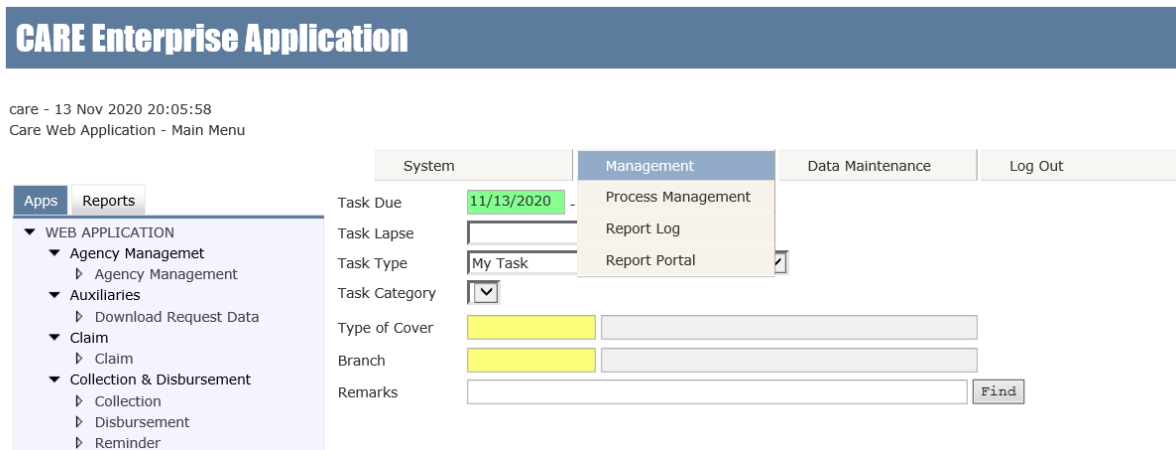 CARE Enterprise Application
care - 13 Nov 2020 20:05:58
Care Web Application - Main Menu
System Management Data Maintenance Log Out
Process Management
Report Log
Report Portal
Apps Reports
WEB APPLICATION
Agency Managemet
Agency Management
Auxiliaries
Download Request Data
Claim
Claim
Collection & Disbursement
Collection
Disbursement
Reminder
Task Due 11/13/2020 -
Task Lapse
Task Type My Task
Task Category
Type of Cover
Branch
Remarks Find